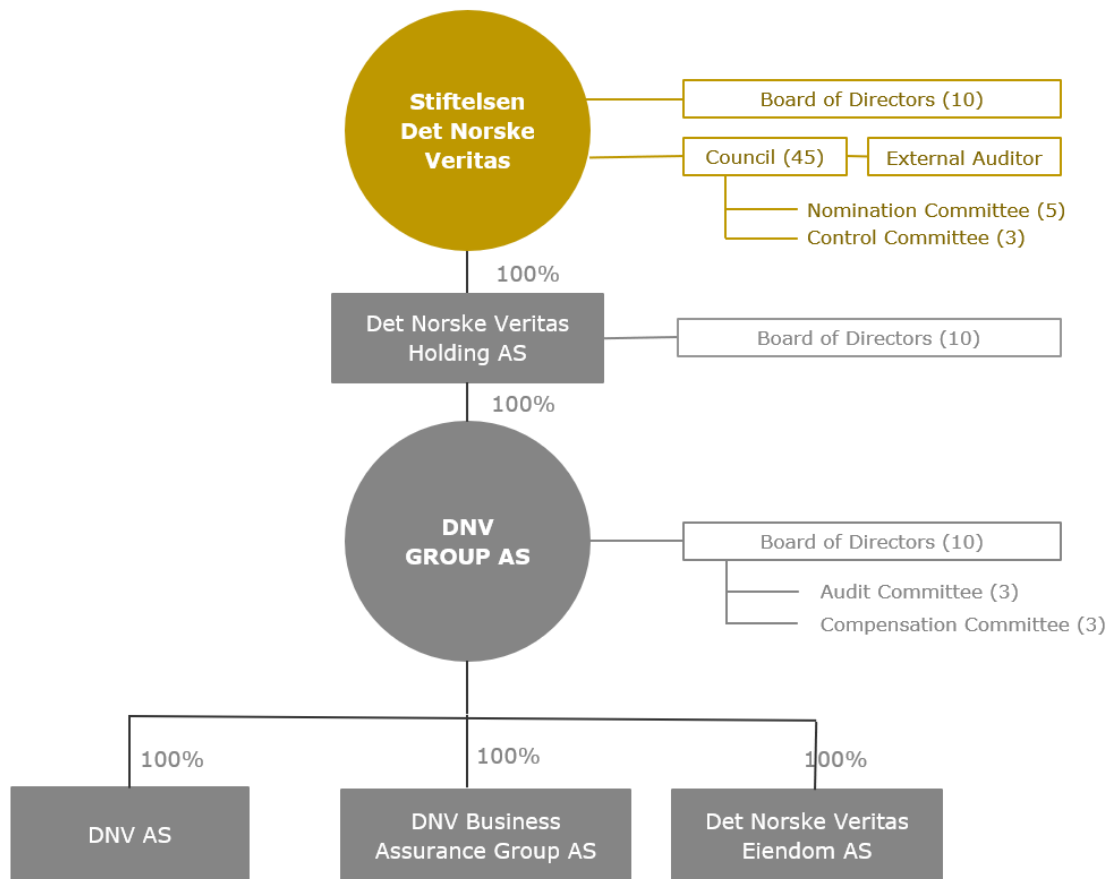 Stiftelsen
Det Norske
Veritas
Board of Directors (10)
Council (45)
External Auditor
Nomination Committee (5)
Control Committee (3)
100%
Det Norske Veritas
Holding AS
Board of Directors (10)
100%
DNV
GROUP AS
Board of Directors (10)
Audit Committee (3)
Compensation Committee (3)
100%
100%
100%
DNV AS
DNV Business
Assurance Group AS
Det Norske Veritas
Eiendom AS